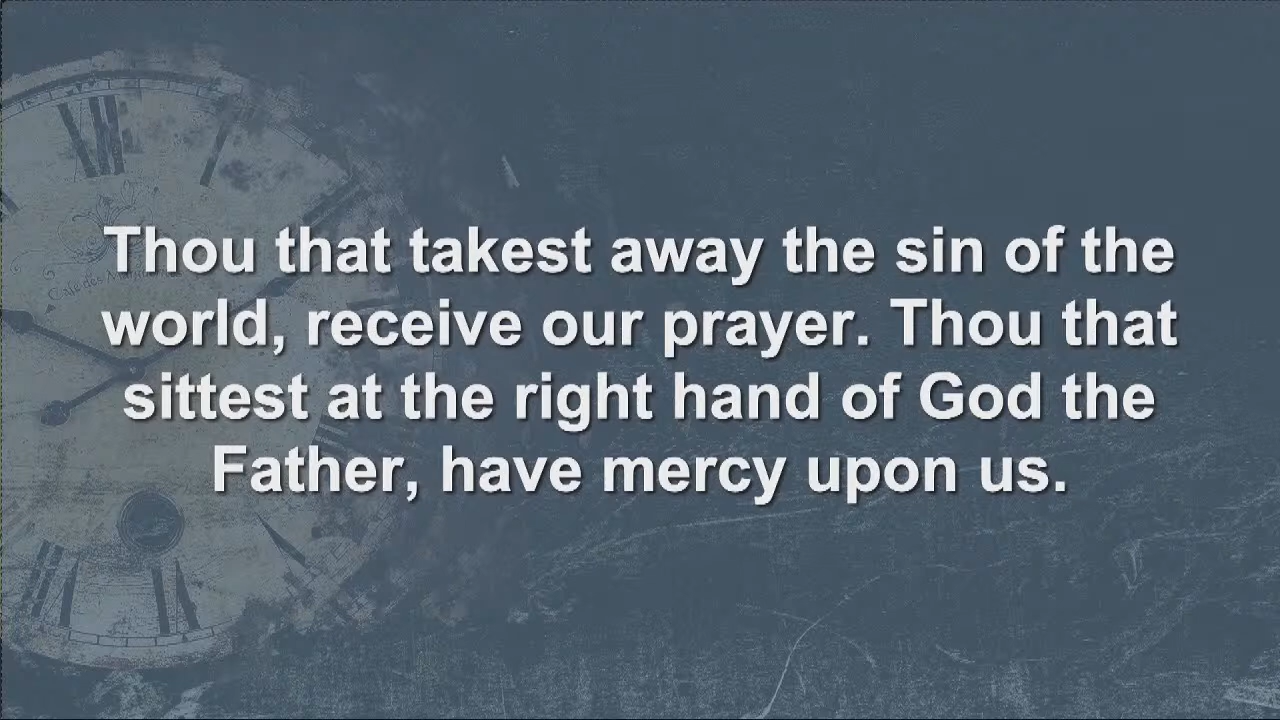 Thou that takest away the sin of the
world, receive our prayer. Thou that
sittest at the right hand of God the
Father, have mercy upon us.